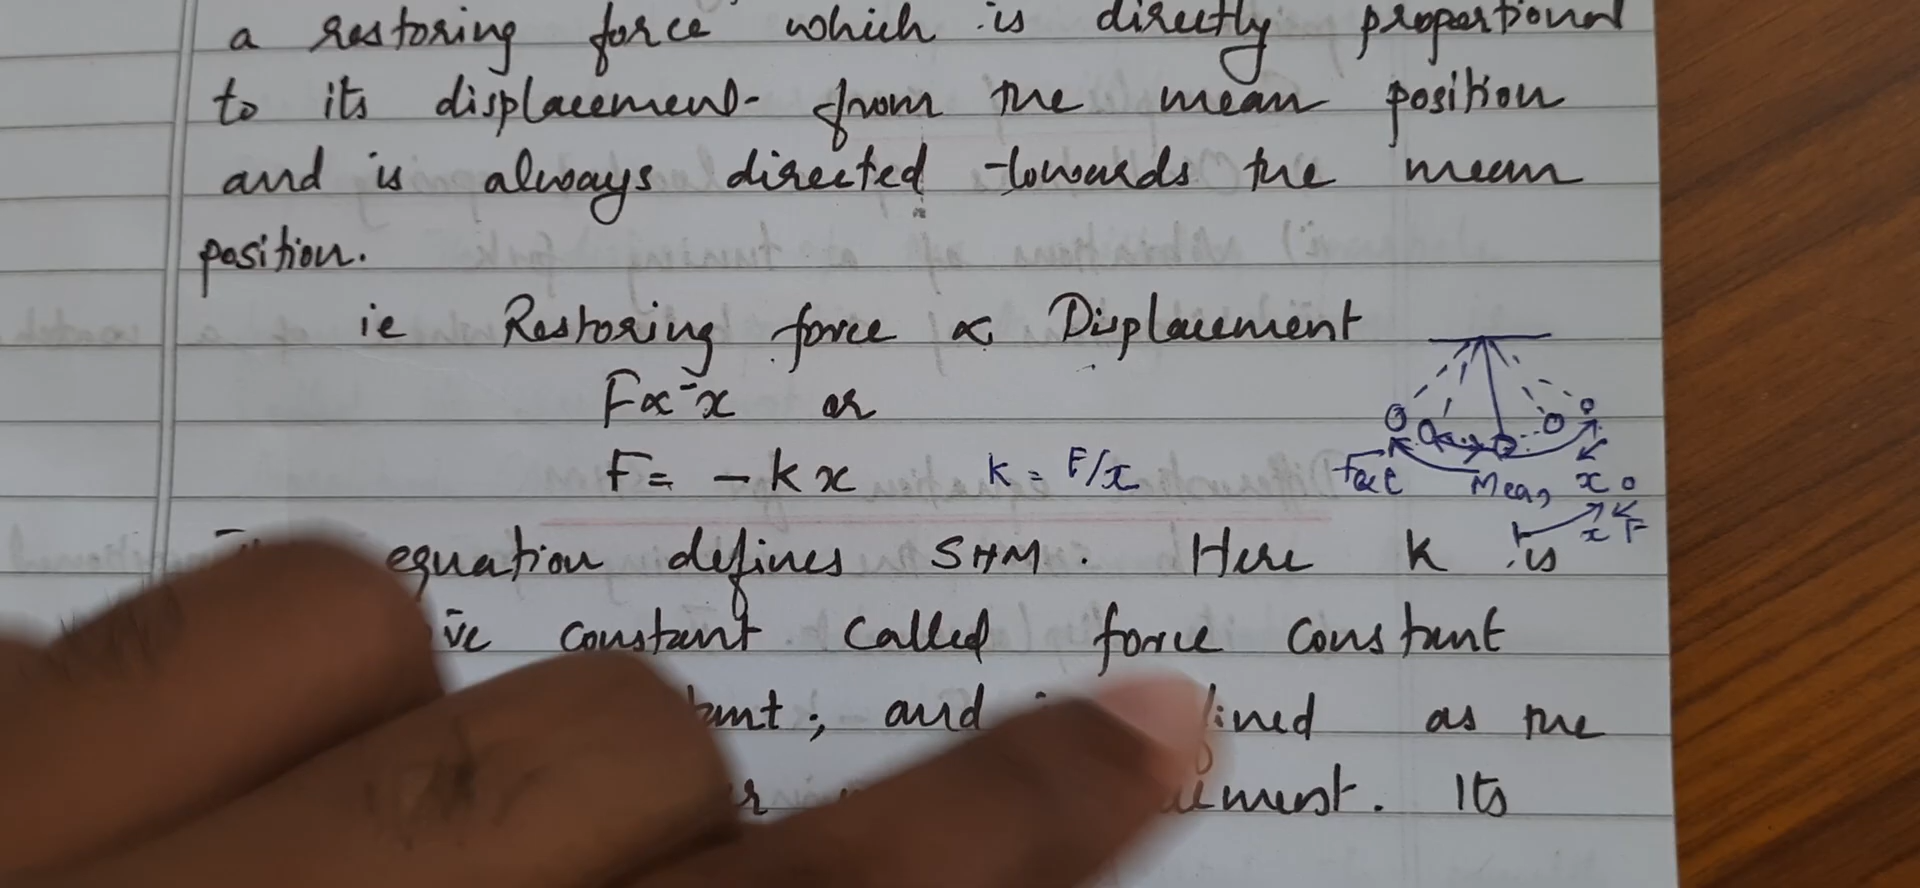 a restoring force which is directly proportional
to its displacement from the mean position
and is always directed towards the mean
position.
ie Restoring force ∝ Displacement
F ∝ -x or
F = - k x k = F/x
Mean x
x F
equation defines SHM. Here k is
constant called force constant
and as the
Its